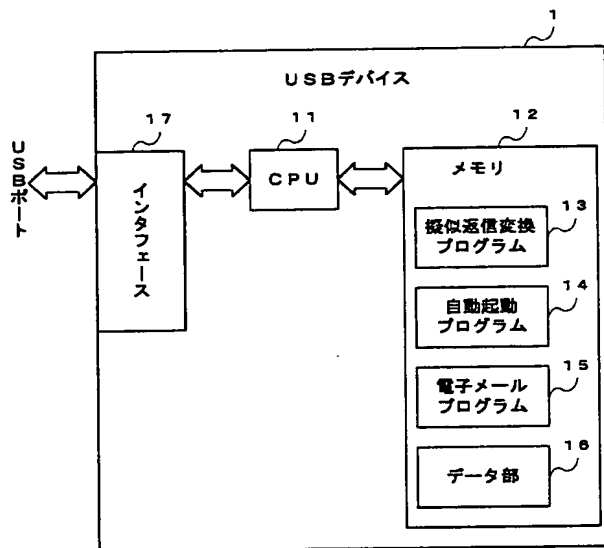 1
USBデバイス
17
11
12
USBポート
インタフェース
CPU
メモリ
擬似返信変換
プログラム
13
自動起動
プログラム
14
電子メール
プログラム
15
データ部
16